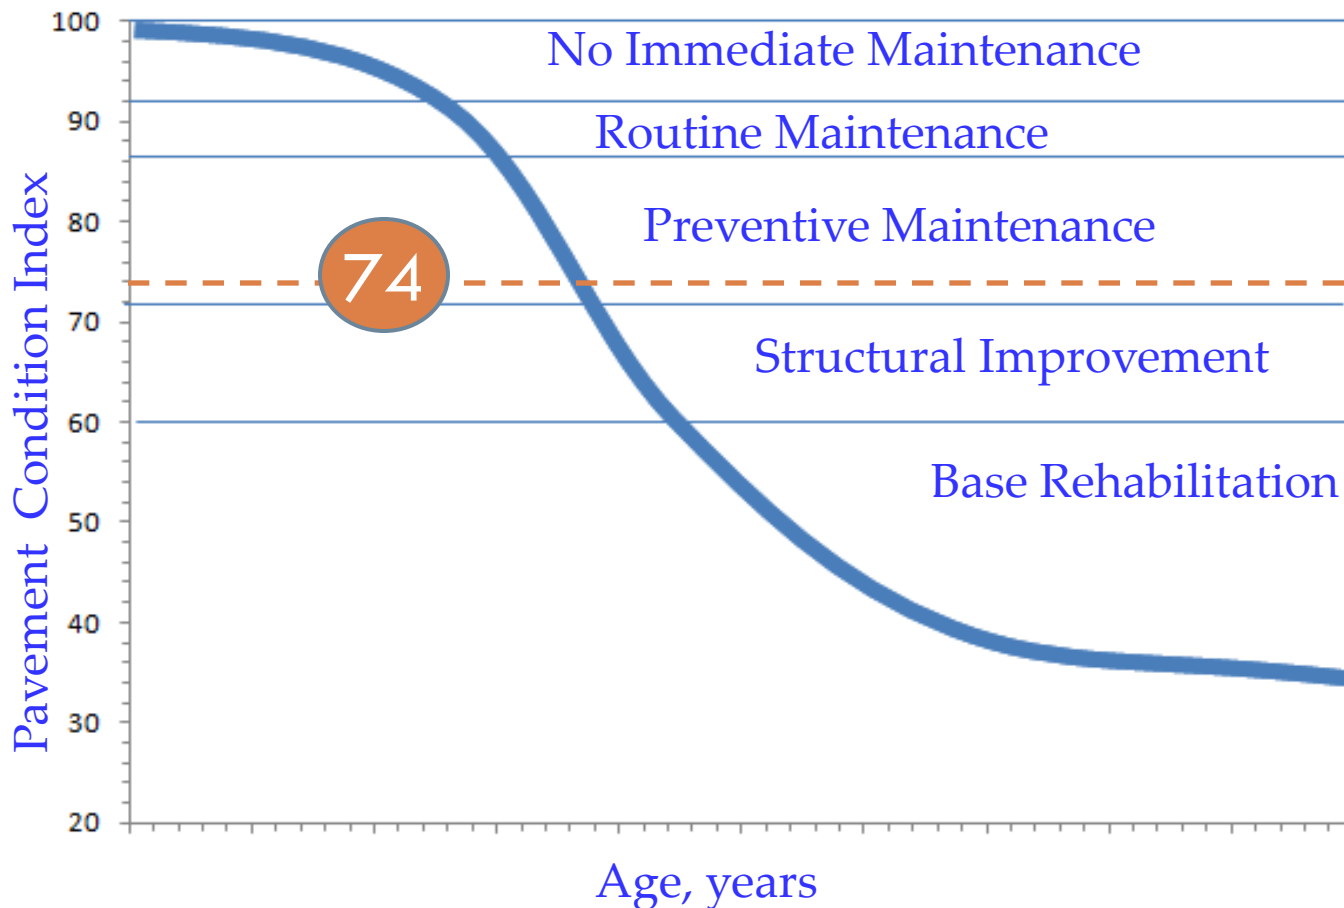 100
No Immediate Maintenance
90
Routine Maintenance
80
Preventive Maintenance
74
70
Structural Improvement
60
Base Rehabilitation
50
40
30
20
Pavement Condition Index
Age, years